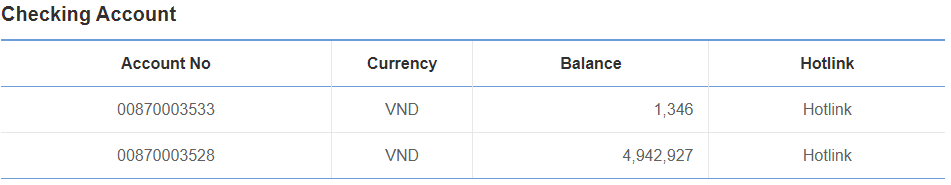 Checking Account
Account No Currency Balance Hotlink
00870003533 VND 1,346 Hotlink
00870003528 VND 4,942,927 Hotlink